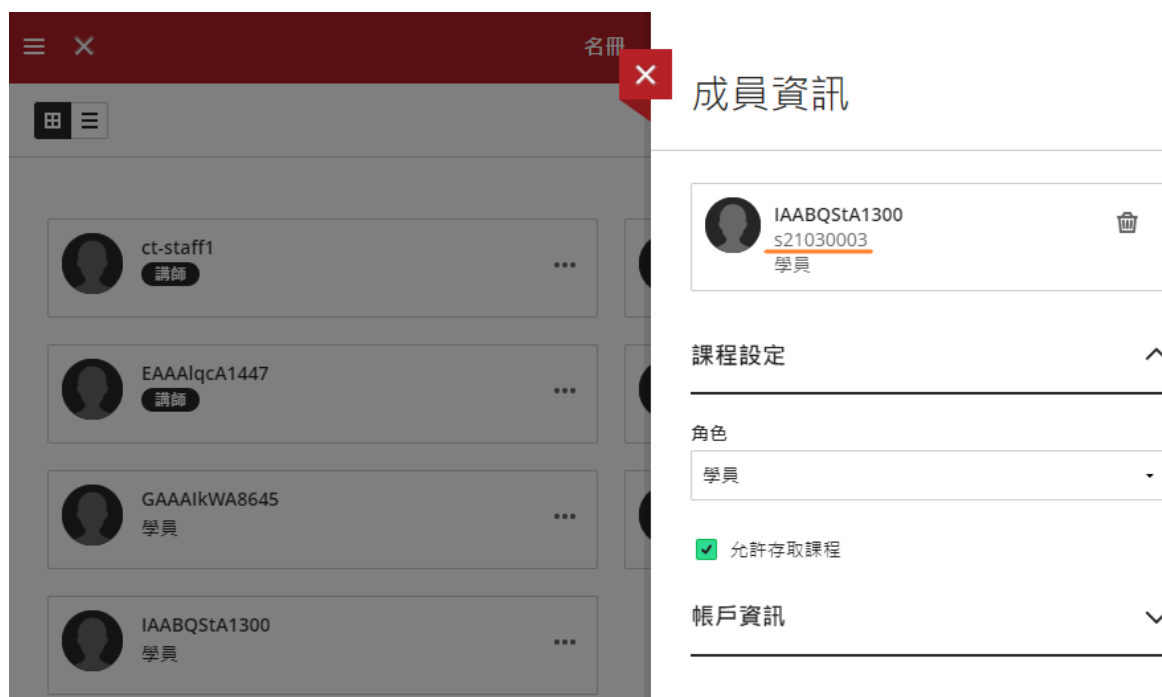 名冊
ct-staff1
講師
EAAAlqcA1447
講師
GAAAIkWA8645
學員
IAABQStA1300
學員
成員資訊
IAABQStA1300
s21030003
學員
課程設定
角色
學員
允許存取課程
帳戶資訊